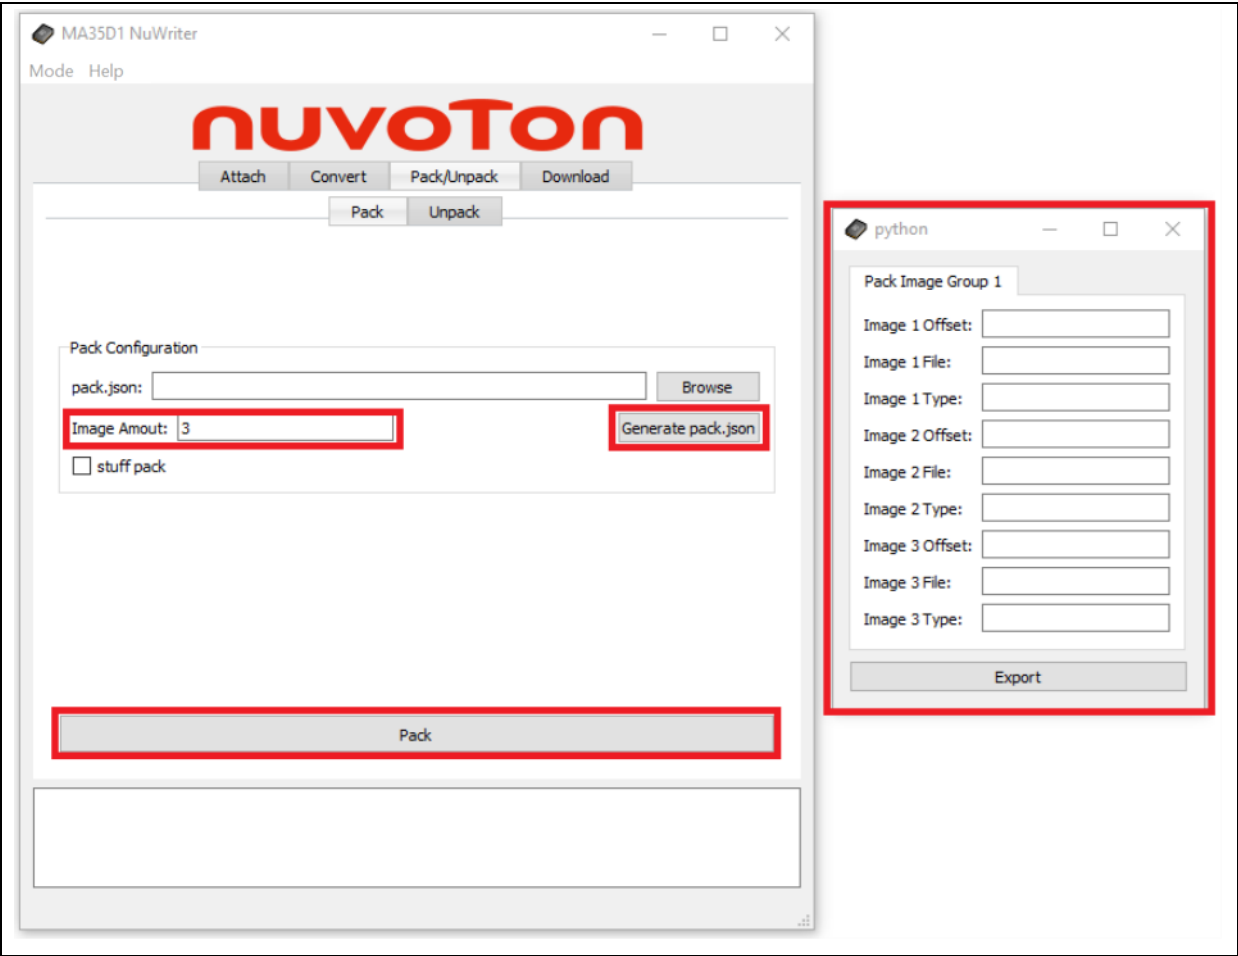 MA35D1 NuWriter
Mode Help
nuvoTon
Attach Convert Pack/Unpack Download
Pack Unpack
Pack Configuration
pack.json: Browse
Image Amout: 3 Generate pack.json
stuff pack
Pack
python
Pack Image Group 1
Image 1 Offset:
Image 1 File:
Image 1 Type:
Image 2 Offset:
Image 2 File:
Image 2 Type:
Image 3 Offset:
Image 3 File:
Image 3 Type:
Export